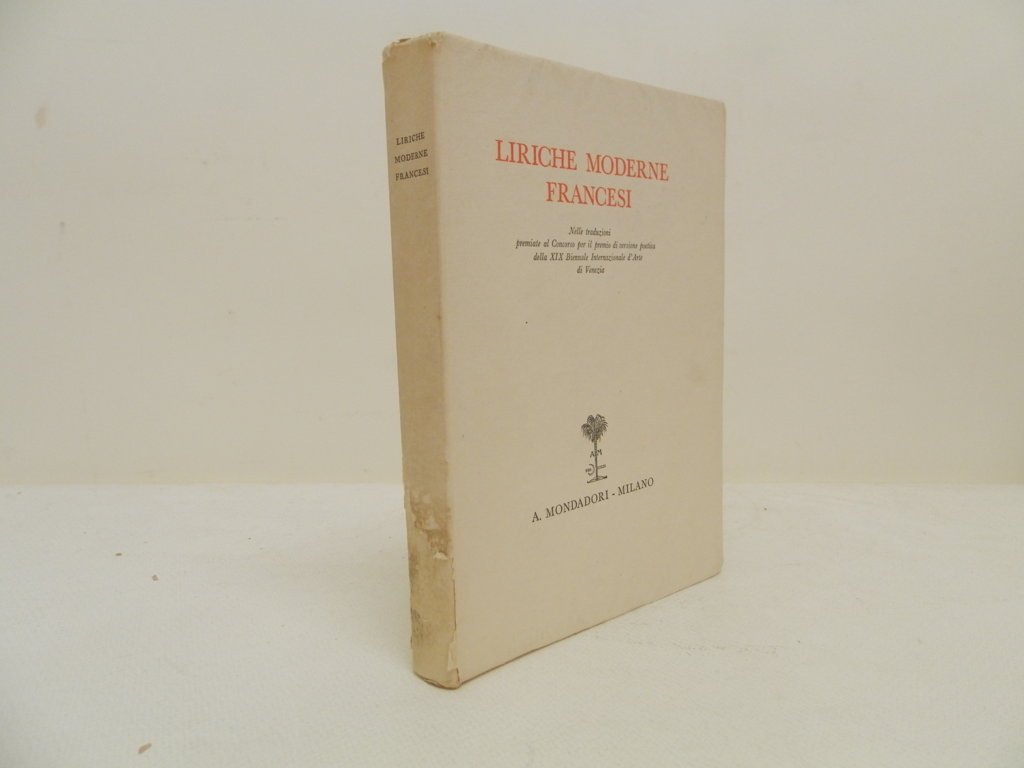 LIRICHE
MODERNE
FRANCESI
LIRICHE MODERNE
FRANCESI
Nelle traduzioni
premiate al Concorso per il premio di versione poetica
della XIX Biennale Internazionale d'Arte
di Venezia
A M
A. MONDADORI - MILANO